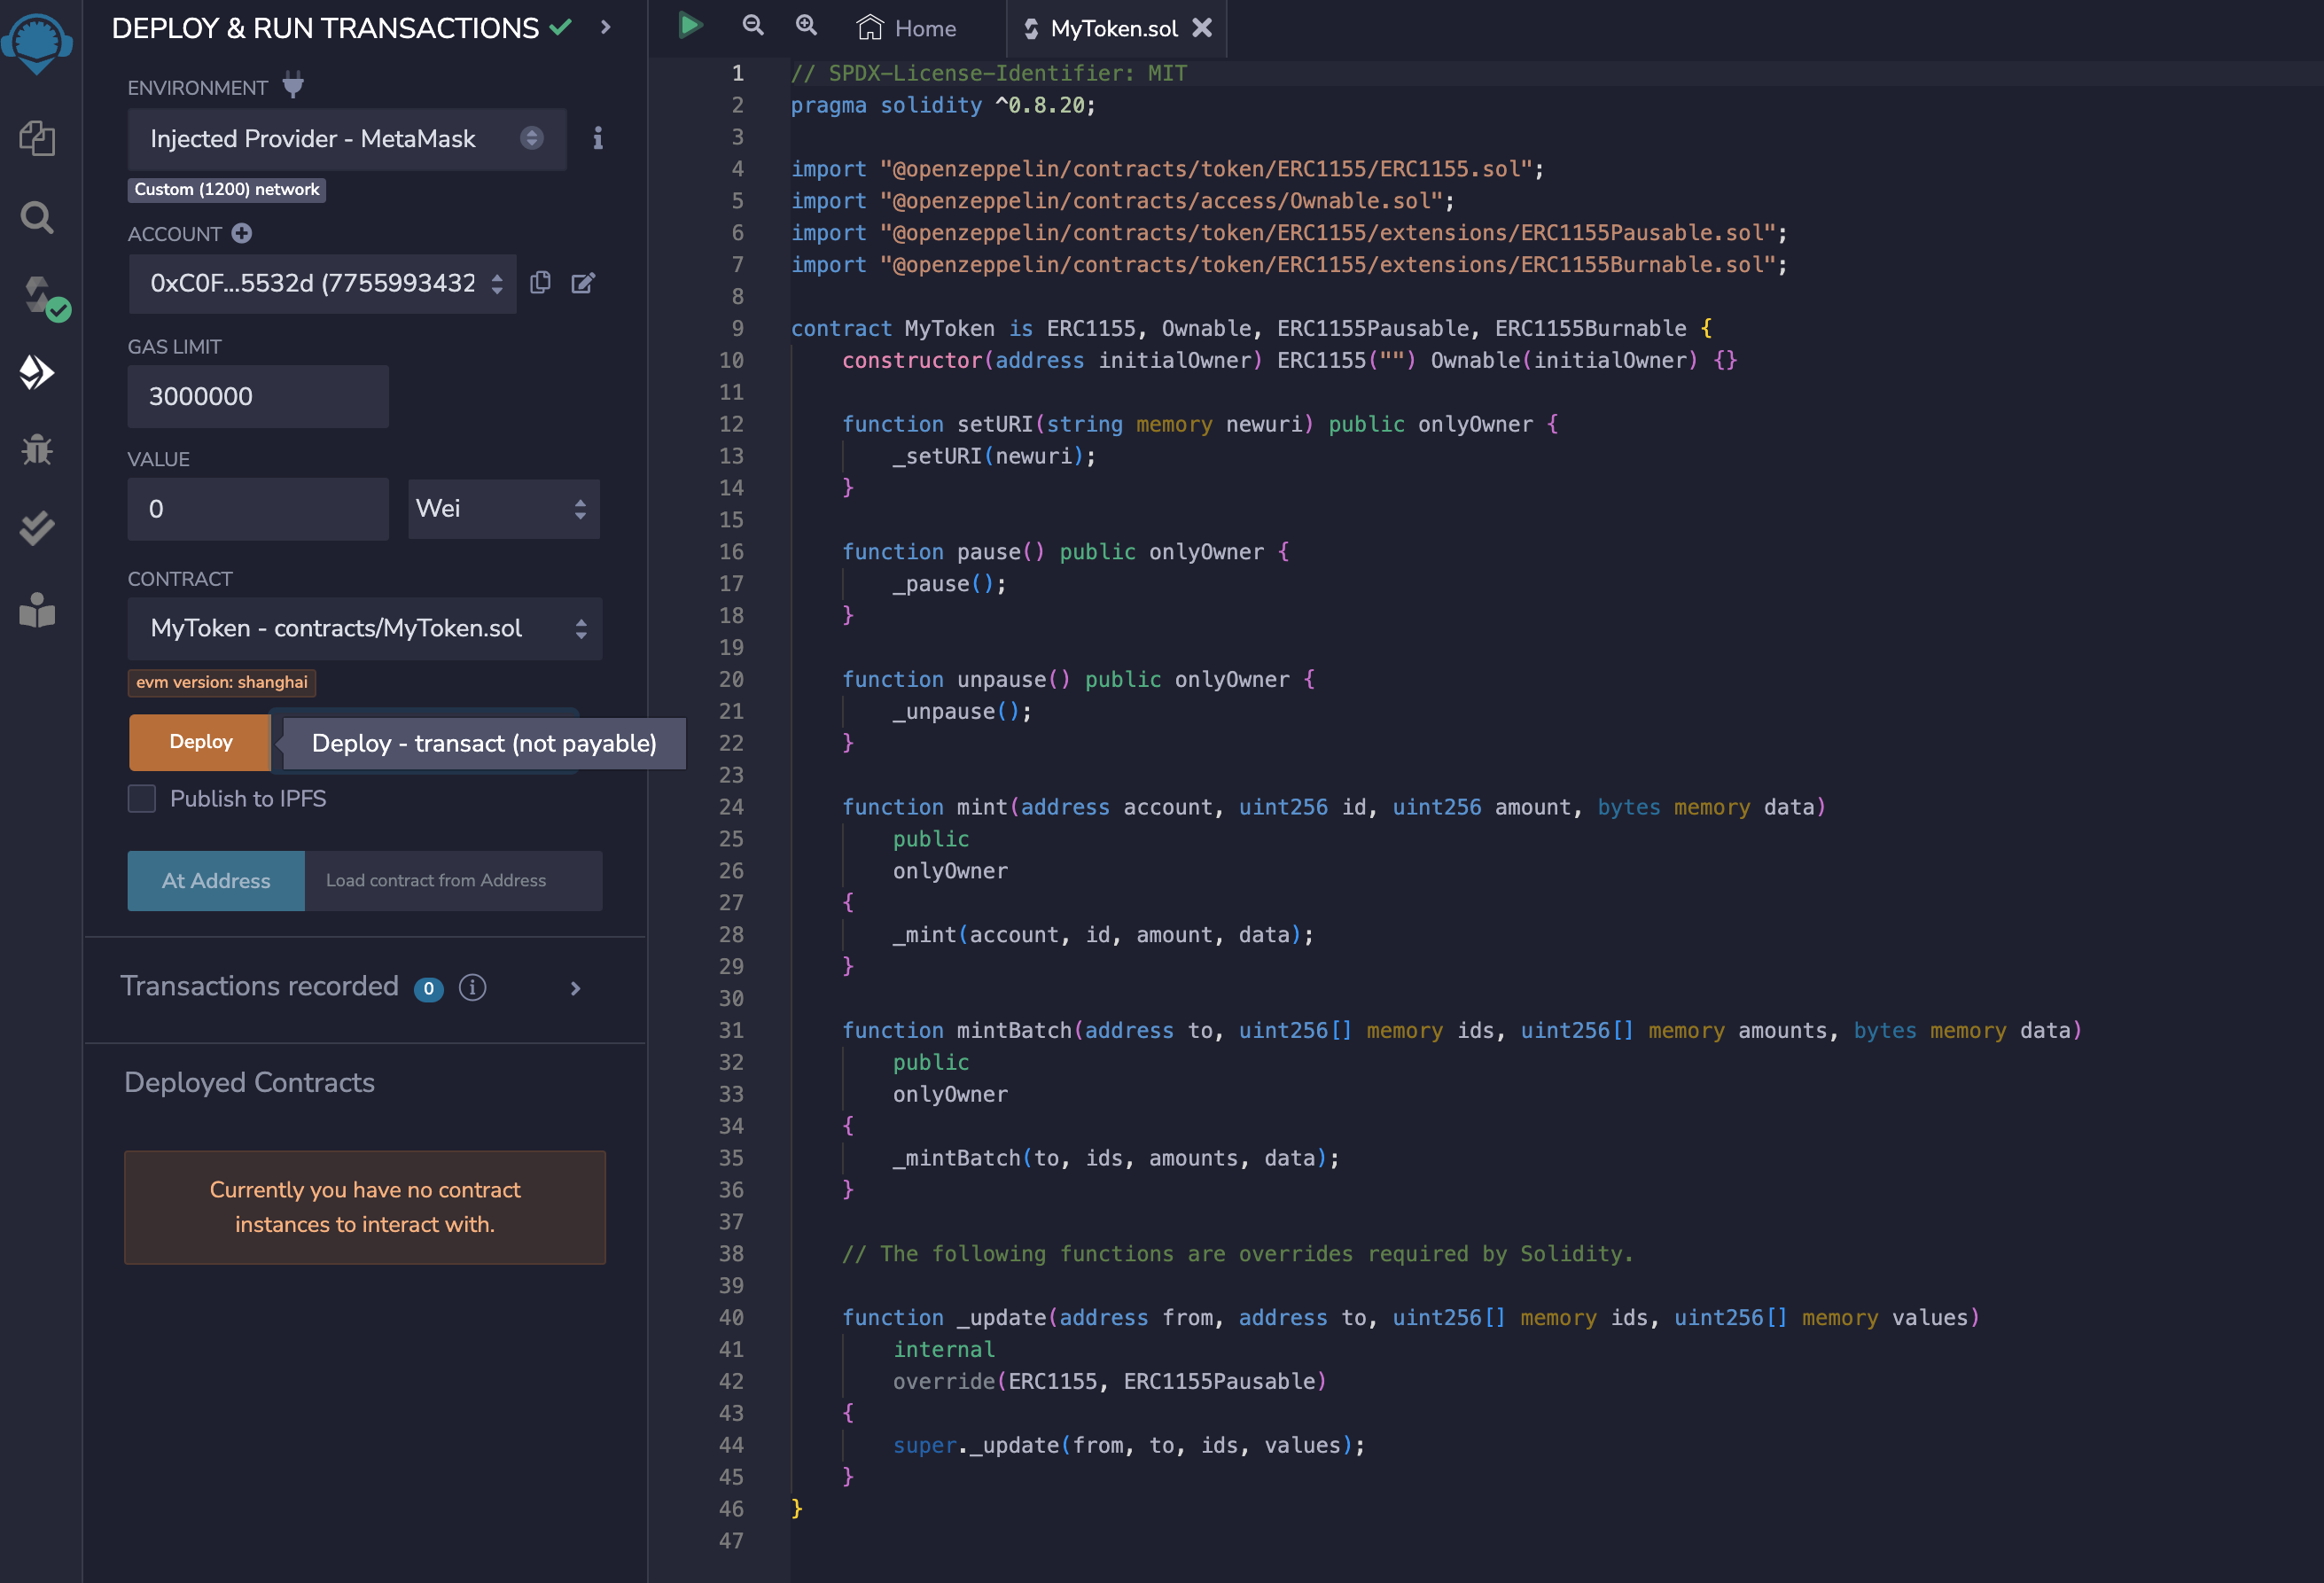 DEPLOY & RUN TRANSACTIONS
ENVIRONMENT
Injected Provider - MetaMask
Custom (1200) network
ACCOUNT
0xC0F...5532d (7755993432
GAS LIMIT
3000000
VALUE
0
Wei
CONTRACT
MyToken - contracts/MyToken.sol
evm version: shanghai
Deploy
Deploy - transact (not payable)
Publish to IPFS
At Address
Load contract from Address
Transactions recorded 0
Deployed Contracts
Currently you have no contract
instances to interact with.
Home
MyToken.sol
1 // SPDX-License-Identifier: MIT
2 pragma solidity ^0.8.20;
3
4 import "@openzeppelin/contracts/token/ERC1155/ERC1155.sol";
5 import "@openzeppelin/contracts/access/Ownable.sol";
6 import "@openzeppelin/contracts/token/ERC1155/extensions/ERC1155Pausable.sol";
7 import "@openzeppelin/contracts/token/ERC1155/extensions/ERC1155Burnable.sol";
8
9 contract MyToken is ERC1155, Ownable, ERC1155Pausable, ERC1155Burnable {
10     constructor(address initialOwner) ERC1155("") Ownable(initialOwner) {}
11
12     function setURI(string memory newuri) public onlyOwner {
13         _setURI(newuri);
14     }
15
16     function pause() public onlyOwner {
17         _pause();
18     }
19
20     function unpause() public onlyOwner {
21         _unpause();
22     }
23
24     function mint(address account, uint256 id, uint256 amount, bytes memory data)
25         public
26         onlyOwner
27     {
28         _mint(account, id, amount, data);
29     }
30
31     function mintBatch(address to, uint256[] memory ids, uint256[] memory amounts, bytes memory data)
32         public
33         onlyOwner
34     {
35         _mintBatch(to, ids, amounts, data);
36     }
37
38     // The following functions are overrides required by Solidity.
39
40     function _update(address from, address to, uint256[] memory ids, uint256[] memory values)
41         internal
42         override(ERC1155, ERC1155Pausable)
43     {
44         super._update(from, to, ids, values);
45     }
46 }
47